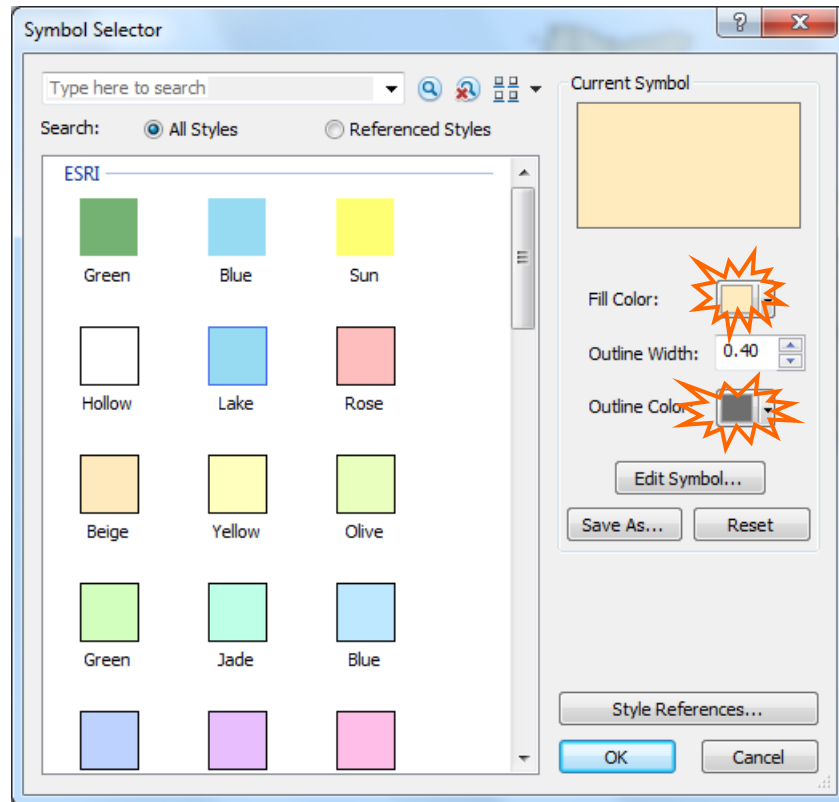 Symbol Selector
? X
Type here to search
Search: All Styles Referenced Styles
ESRI
Green Blue Sun
Hollow Lake Rose
Beige Yellow Olive
Green Jade Blue
Current Symbol
Fill Color:
Outline Width: 0.40
Outline Color:
Edit Symbol...
Save As... Reset
Style References...
OK Cancel